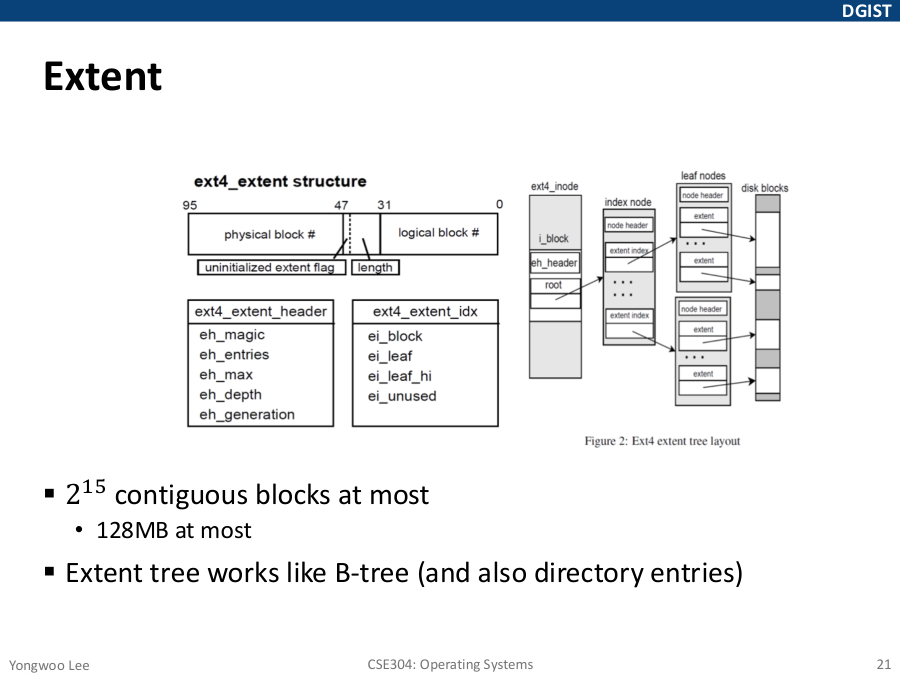 DGIST
Extent
ext4_extent structure
95 47 31 0
physical block # logical block #
uninitialized extent flag length
ext4_extent_header
eh_magic
eh_entries
eh_max
eh_depth
eh_generation
ext4_extent_idx
ei_block
ei_leaf
ei_leaf_hi
ei_unused
ext4_inode
i_block
eh_header
root
index node
node header
extent index
• • •
• • •
extent index
leaf nodes
node header
extent
• • •
extent
node header
extent
• • •
extent
disk blocks
Figure 2: Ext4 extent tree layout
▪ 2¹⁵ contiguous blocks at most
• 128MB at most
▪ Extent tree works like B-tree (and also directory entries)
Yongwoo Lee CSE304: Operating Systems 21